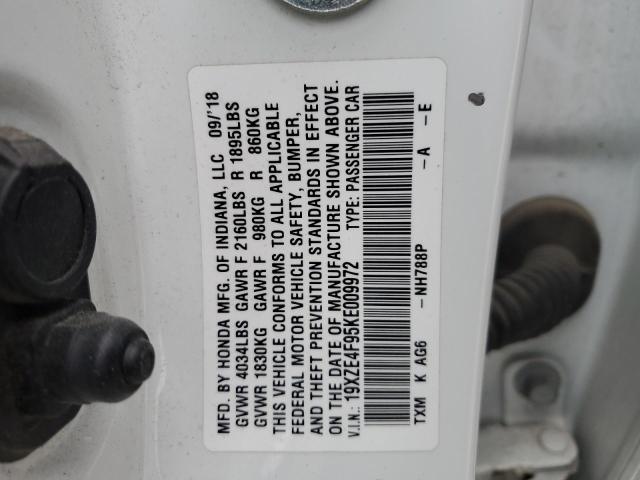 MFD. BY HONDA MFG. OF INDIANA, LLC 09/'18
GVWR 4034LBS GAWR F 2160LBS R 1895LBS
GVWR 1830KG GAWR F 980KG R 860KG
THIS VEHICLE CONFORMS TO ALL APPLICABLE
FEDERAL MOTOR VEHICLE SAFETY, BUMPER,
AND THEFT PREVENTION STANDARDS IN EFFECT
ON THE DATE OF MANUFACTURE SHOWN ABOVE.
V.I.N.: 19XZE4F95KE009972 TYPE: PASSENGER CAR
TXM K AG6 -NH788P -A -E